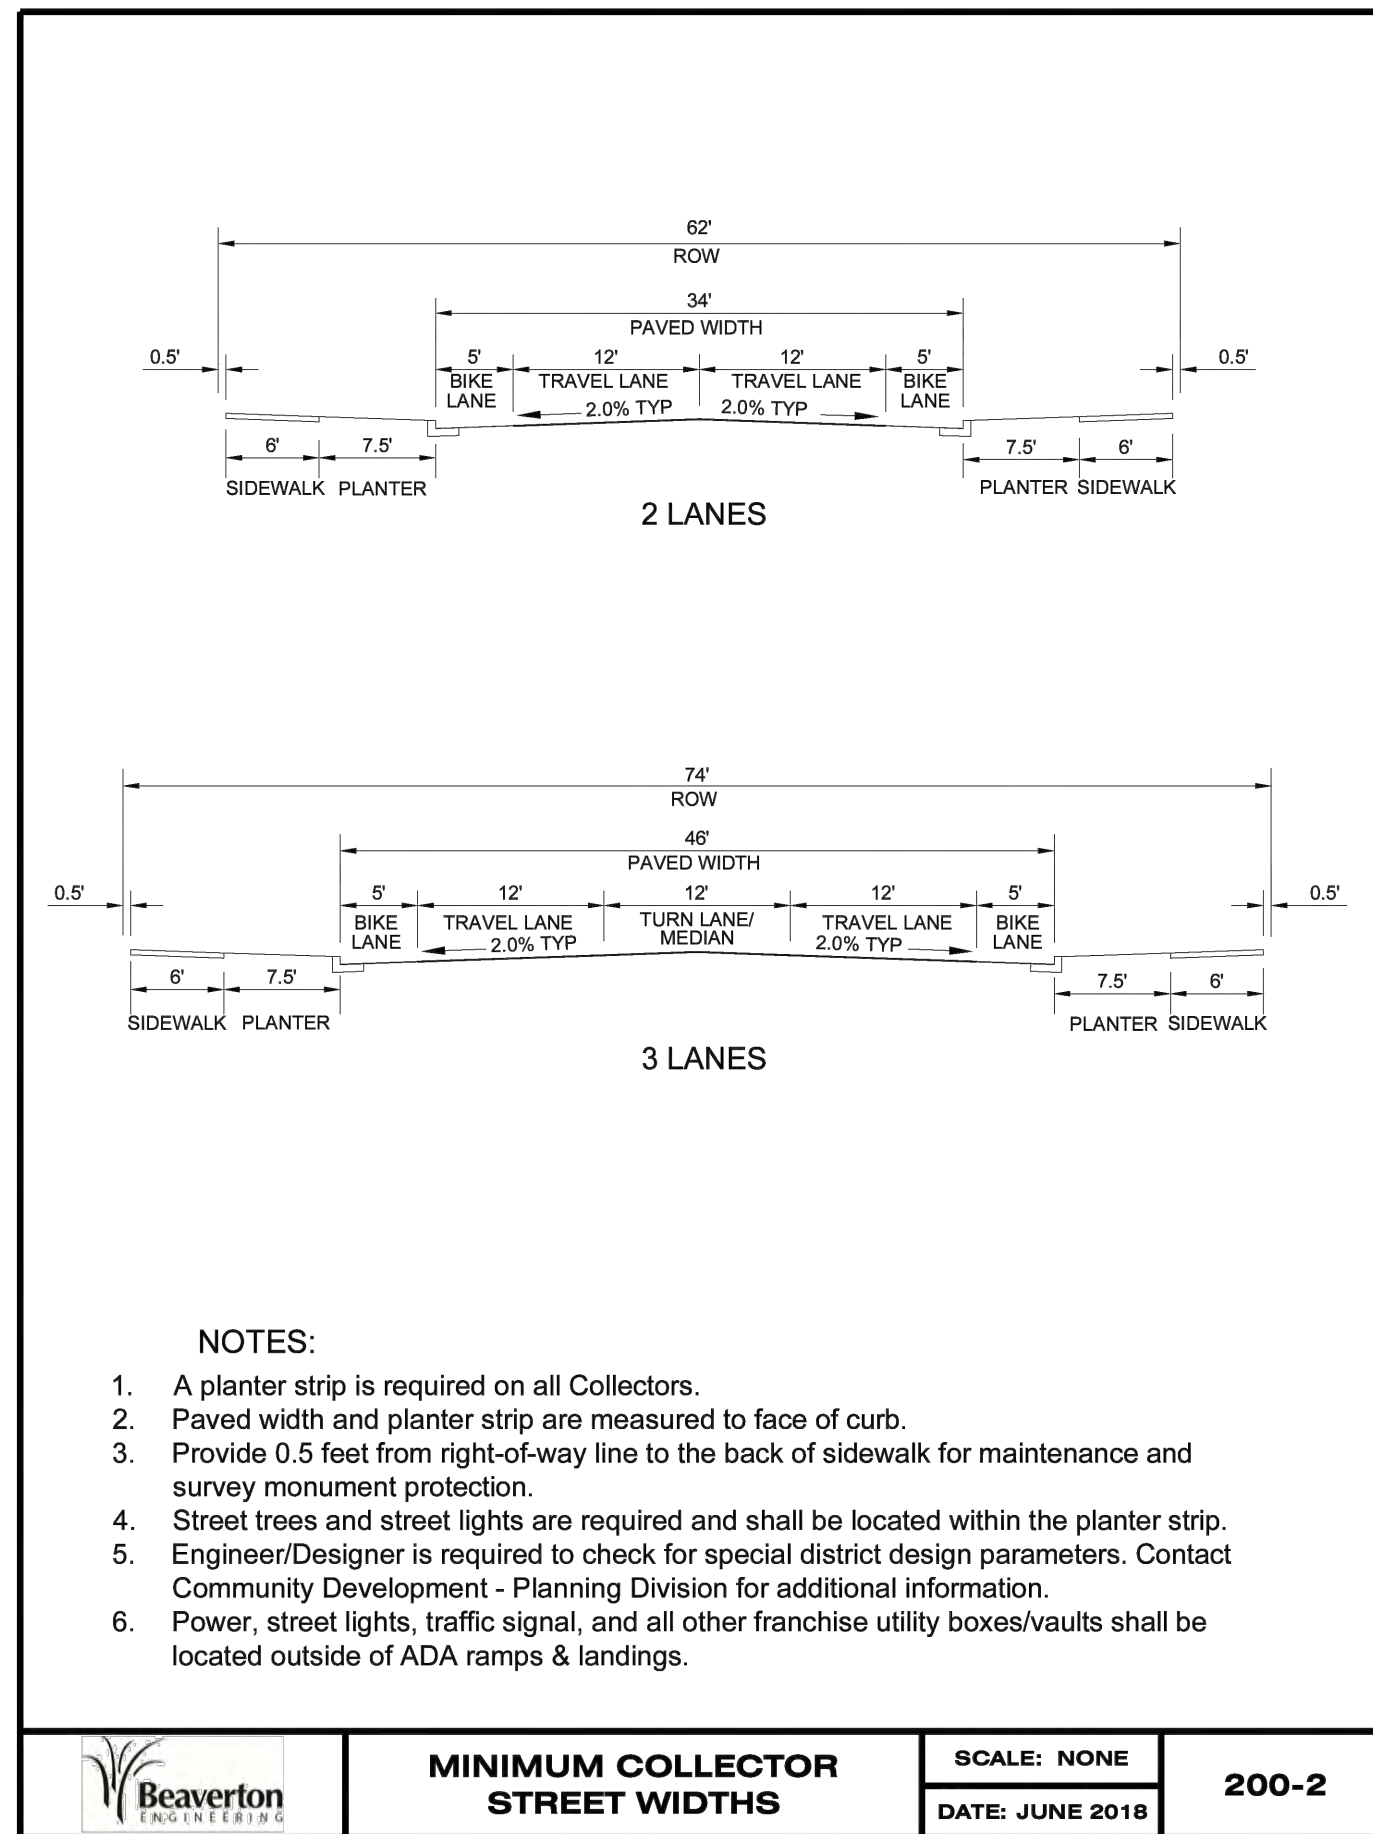 62'
ROW
34'
PAVED WIDTH
0.5' 5' 12' 12' 5' 0.5'
BIKE LANE TRAVEL LANE TRAVEL LANE BIKE LANE
2.0% TYP 2.0% TYP
6' 7.5' 7.5' 6'
SIDEWALK PLANTER PLANTER SIDEWALK
2 LANES
74'
ROW
46'
PAVED WIDTH
0.5' 5' 12' 12' 12' 5' 0.5'
BIKE LANE TRAVEL LANE TURN LANE/ MEDIAN TRAVEL LANE BIKE LANE
2.0% TYP 2.0% TYP
6' 7.5' 7.5' 6'
SIDEWALK PLANTER PLANTER SIDEWALK
3 LANES
NOTES:
1. A planter strip is required on all Collectors.
2. Paved width and planter strip are measured to face of curb.
3. Provide 0.5 feet from right-of-way line to the back of sidewalk for maintenance and
survey monument protection.
4. Street trees and street lights are required and shall be located within the planter strip.
5. Engineer/Designer is required to check for special district design parameters. Contact
Community Development - Planning Division for additional information.
6. Power, street lights, traffic signal, and all other franchise utility boxes/vaults shall be
located outside of ADA ramps & landings.
Beaverton
ENGINEERING
MINIMUM COLLECTOR
STREET WIDTHS
SCALE: NONE
DATE: JUNE 2018
200-2